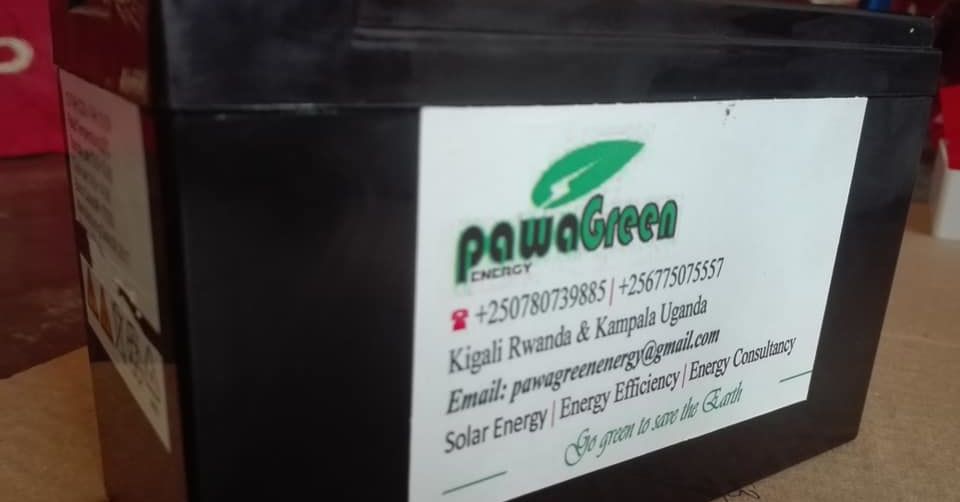 pawaGreen
ENERGY
+250780739885 | +256775075557
Kigali Rwanda & Kampala Uganda
Email: pawagreenenergy@gmail.com
Solar Energy | Energy Efficiency | Energy Consultancy
Go green to save the Earth